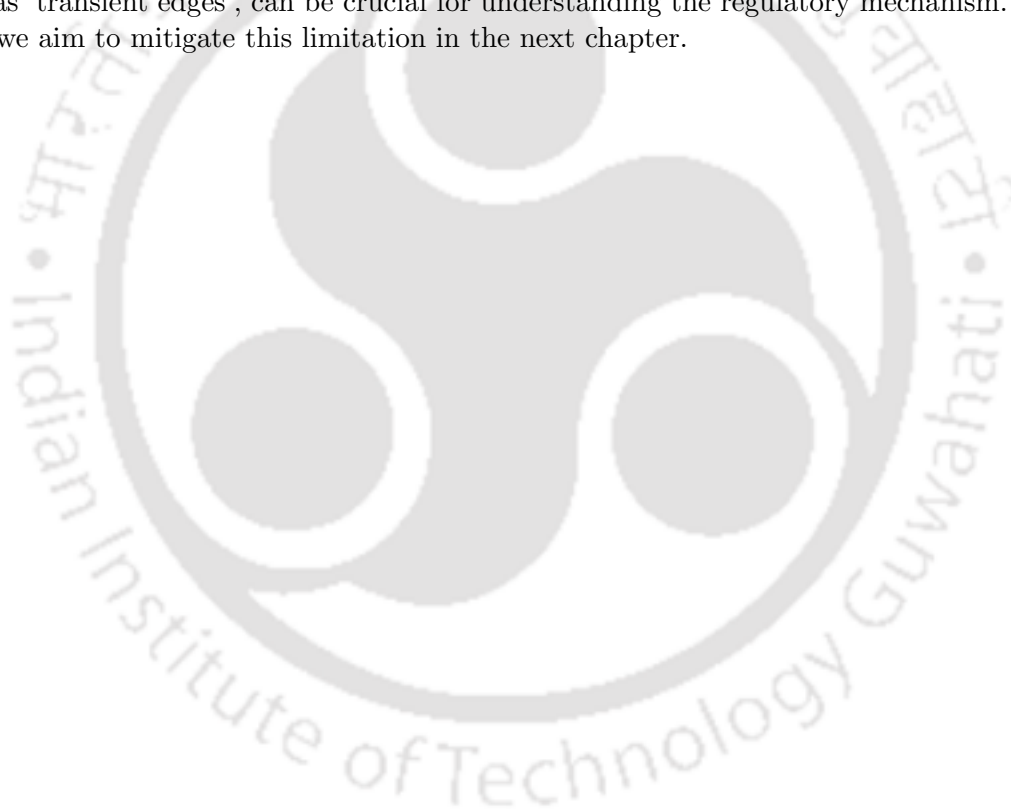 as 'transient edges', can be crucial for understanding the regulatory mechanism.
we aim to mitigate this limitation in the next chapter.
Indian Institute of Technology Guwahati